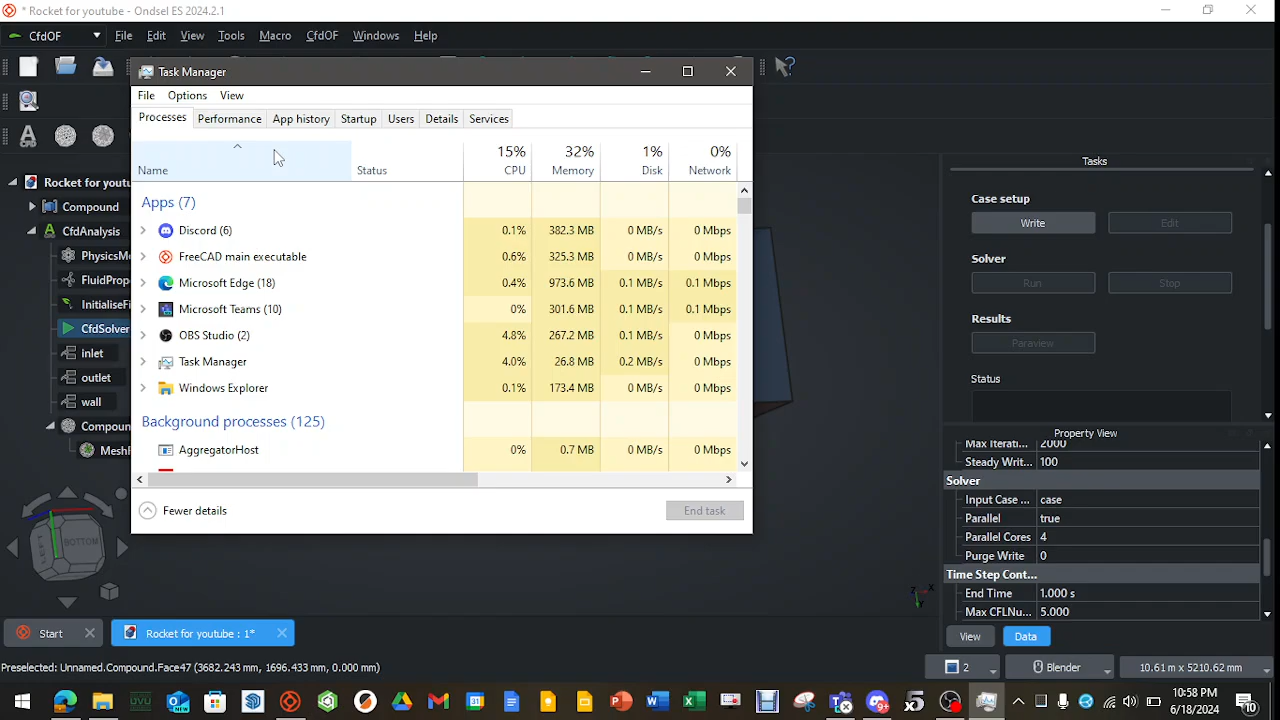 * Rocket for youtube - Ondsel ES 2024.2.1
CfdOF File Edit View Tools Macro CfdOF Windows Help
Task Manager
File Options View
Processes Performance App history Startup Users Details Services
15% 32% 1% 0%
Name Status CPU Memory Disk Network
Apps (7)
Discord (6) 0.1% 382.3 MB 0 MB/s 0 Mbps
FreeCAD main executable 0.6% 325.3 MB 0 MB/s 0 Mbps
Microsoft Edge (18) 0.4% 973.6 MB 0.1 MB/s 0.1 Mbps
Microsoft Teams (10) 0% 301.6 MB 0.1 MB/s 0.1 Mbps
OBS Studio (2) 4.8% 267.2 MB 0.1 MB/s 0 Mbps
Task Manager 4.0% 26.8 MB 0.2 MB/s 0 Mbps
Windows Explorer 0.1% 173.4 MB 0 MB/s 0 Mbps
Background processes (125)
AggregatorHost 0% 0.7 MB 0 MB/s 0 Mbps
Fewer details End task
Rocket for youtu
Compound
CfdAnalysis
PhysicsMo
FluidPrope
InitialiseFi
CfdSolver
inlet
outlet
wall
Compoun
MeshR
BOTTOM
Tasks
Case setup
Write Edit
Solver
Run Stop
Results
Paraview
Status
Property View
Max Iterati... 2000
Steady Writ... 100
Solver
Input Case ... case
Parallel true
Parallel Cores 4
Purge Write 0
Time Step Cont...
End Time 1.000 s
Max CFLNu... 5.000
View Data
Z X
Y
Start Rocket for youtube : 1*
Preselected: Unnamed.Compound.Face47 (3682.243 mm, 1696.433 mm, 0.000 mm)
2 Blender 10.61 m x 5210.62 mm
10:58 PM
6/18/2024